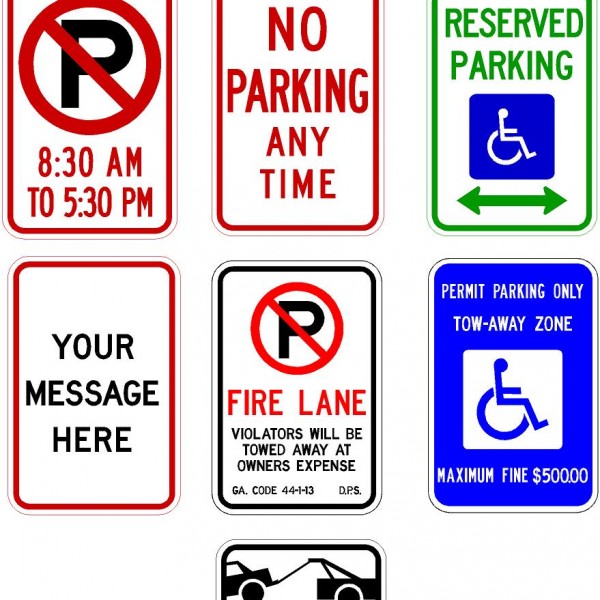 P
8:30 AM
TO 5:30 PM
NO
PARKING
ANY
TIME
RESERVED
PARKING
YOUR
MESSAGE
HERE
P
FIRE LANE
VIOLATORS WILL BE
TOWED AWAY AT
OWNERS EXPENSE
GA. CODE 44-1-13 D.P.S.
PERMIT PARKING ONLY
TOW-AWAY ZONE
MAXIMUM FINE $500.00